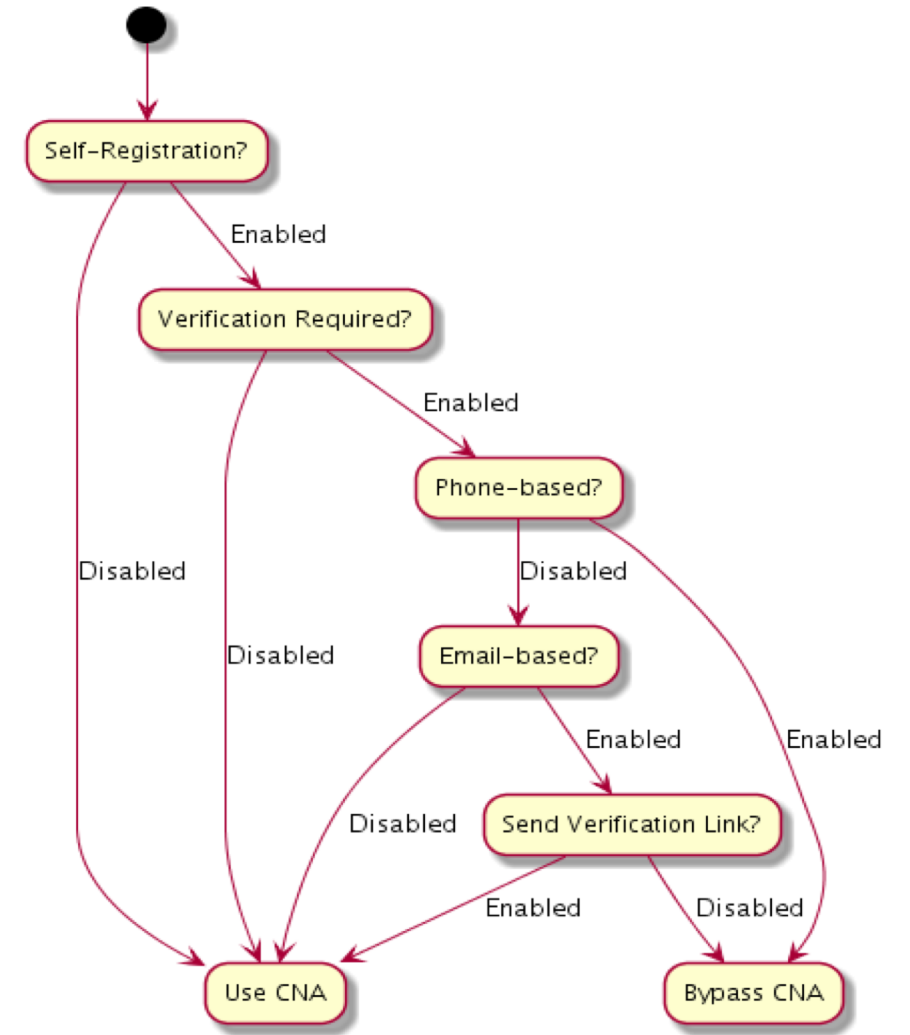 Self-Registration?
Enabled
Verification Required?
Enabled
Phone-based?
Disabled
Disabled
Email-based?
Disabled
Enabled
Enabled
Disabled
Send Verification Link?
Enabled
Disabled
Use CNA
Bypass CNA